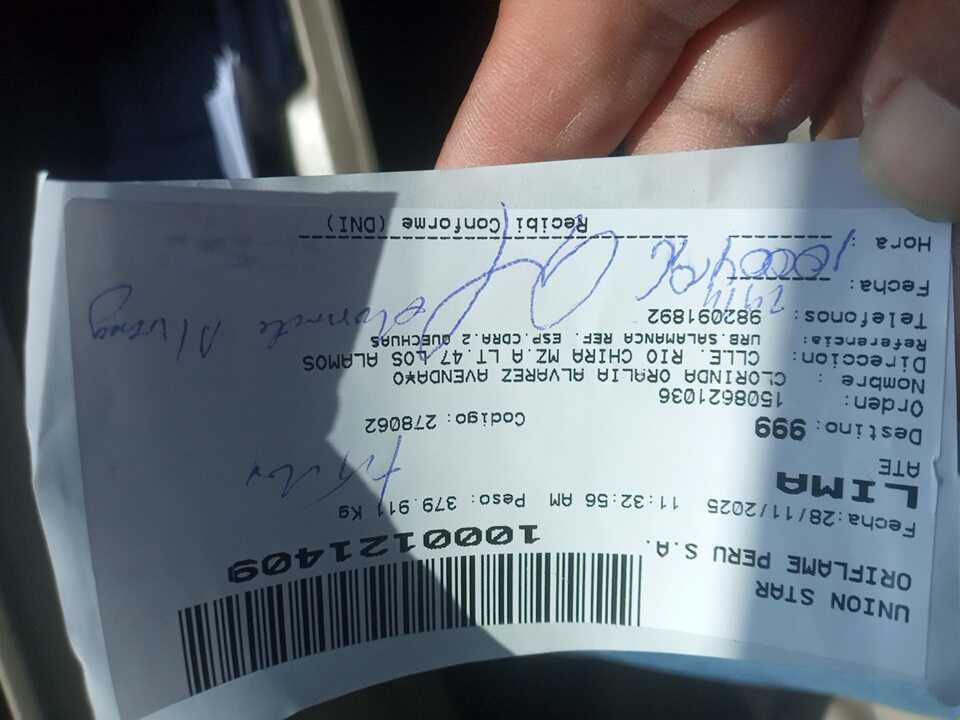 UNION STAR
ORIFLAME PERU S.A.
1000121409
Fecha:28/11/2025 11:32:56 AM Peso: 379.911 Kg
LIMA
ATE
Destino: 999 Codigo: 278062
Orden: 1508621036
Nombre : CLORINDA ORALIA ALVAREZ AVENDA¥O
Direccion: CLLE. RIO CHIRA MZ.A LT.47 LOS ALAMOS
Referencia: URB.SALAMANCA REF. ESP. CDRA.2 QUECHUAS
Telefonos: 982091892
Fecha:
Hora :
Recibi Conforme (DNI)